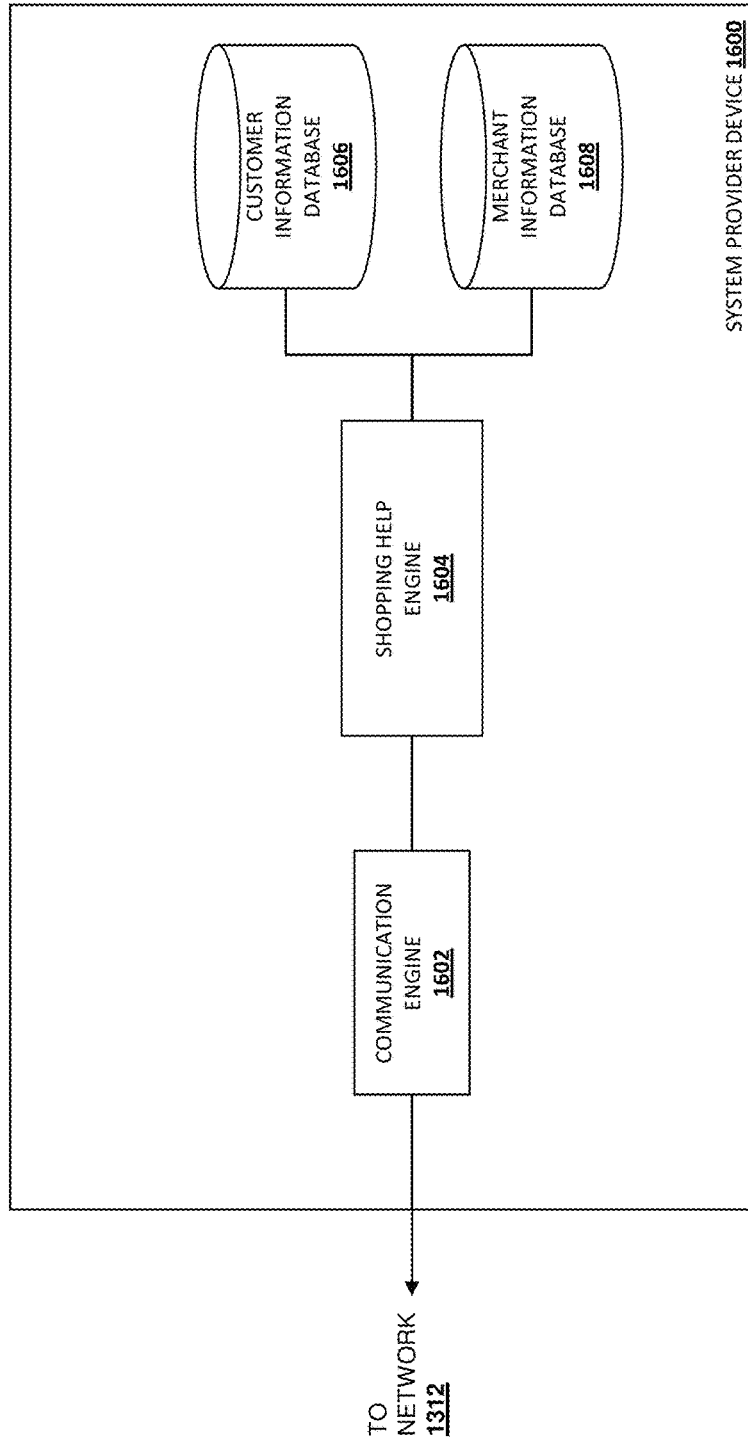 TO
NETWORK
1312
COMMUNICATION
ENGINE
1602
SHOPPING HELP
ENGINE
1604
CUSTOMER
INFORMATION
DATABASE
1606
MERCHANT
INFORMATION
DATABASE
1608
SYSTEM PROVIDER DEVICE 1600